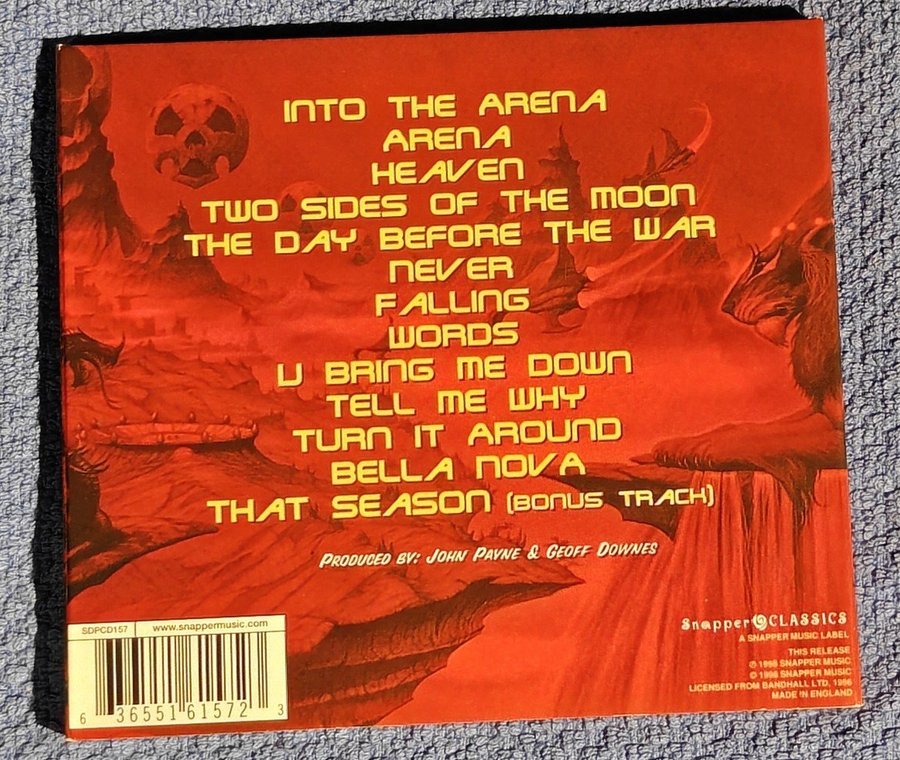 INTO THE ARENA
ARENA
HEAVEN
TWO SIDES OF THE MOON
THE DAY BEFORE THE WAR
NEVER
FALLING
WORDS
U BRING ME DOWN
TELL ME WHY
TURN IT AROUND
BELLA NOVA
THAT SEASON (BONUS TRACK)
PRODUCED BY: JOHN PAYNE & GEOFF DOWNES
SDPCD157 www.snappermusic.com
6 36551 61572 3
Snapper CLASSICS
A SNAPPER MUSIC LABEL
THIS RELEASE
℗ 1998 SNAPPER MUSIC
© 1998 SNAPPER MUSIC
LICENSED FROM BANDHALL LTD. 1996
MADE IN ENGLAND